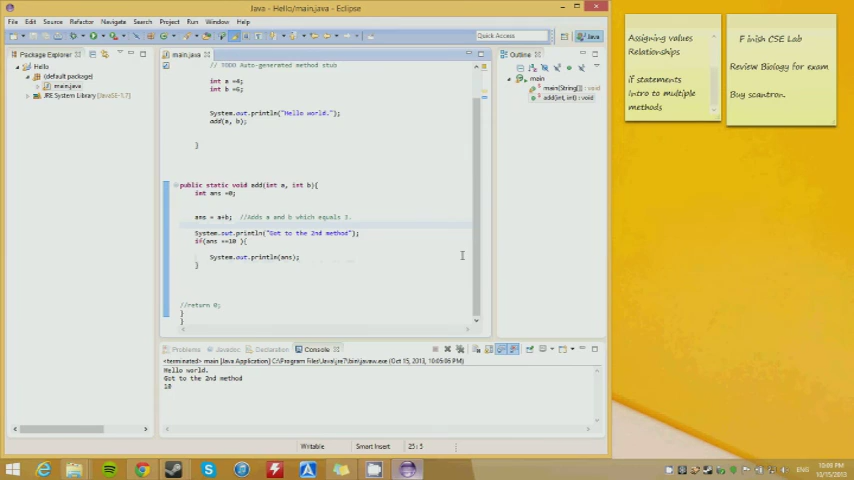 Java - Hello/main.java - Eclipse
File Edit Source Refactor Navigate Search Project Run Window Help
Quick Access
Java
Package Explorer
main.java
Outline
Hello
(default package)
main.java
JRE System Library [JavaSE-1.7]
// TODO Auto-generated method stub
int a =4;
int b =6;
System.out.println("Hello world.");
add(a, b);
}
public static void add(int a, int b){
int ans =0;
ans = a+b; //Adds a and b which equals 3.
System.out.println("Got to the 2nd method");
if(ans ==10 ){
System.out.println(ans);
}
//return 0;
}
}
main
main(String[]) : void
add(int, int) : void
Problems Javadoc Declaration Console
<terminated> main [Java Application] C:\Program Files\Java\jre7\bin\javaw.exe (Oct 15, 2013, 10:05:06 PM)
Hello world.
Got to the 2nd method
10
Writable Smart Insert 25 : 5
Assigning values
Relationships
if statements
Intro to multiple
methods
F inish CSE Lab
Review Biology for exam
Buy scantron.
10/15/2013